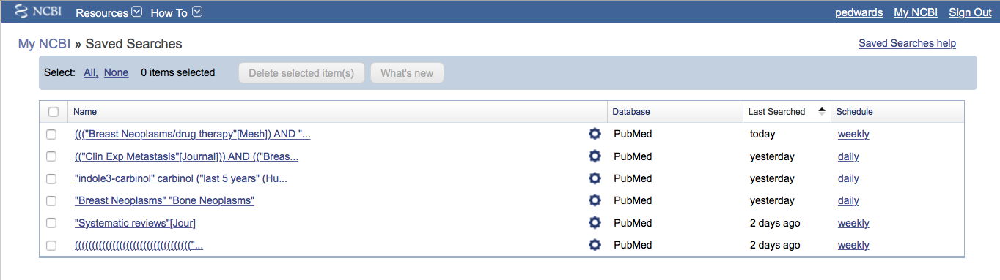 NCBI Resources How To pedwards My NCBI Sign Out
My NCBI » Saved Searches Saved Searches help
Select: All, None 0 items selected Delete selected item(s) What's new
Name Database Last Searched Schedule
((("Breast Neoplasms/drug therapy"[Mesh]) AND "... PubMed today weekly
(("Clin Exp Metastasis"[Journal])) AND (("Breas... PubMed yesterday daily
"indole3-carbinol" carbinol ("last 5 years" (Hu... PubMed yesterday daily
"Breast Neoplasms" "Bone Neoplasms" PubMed yesterday daily
"Systematic reviews"[Jour] PubMed 2 days ago weekly
(((((((((((((((((((((((((((((((((("... PubMed 2 days ago weekly